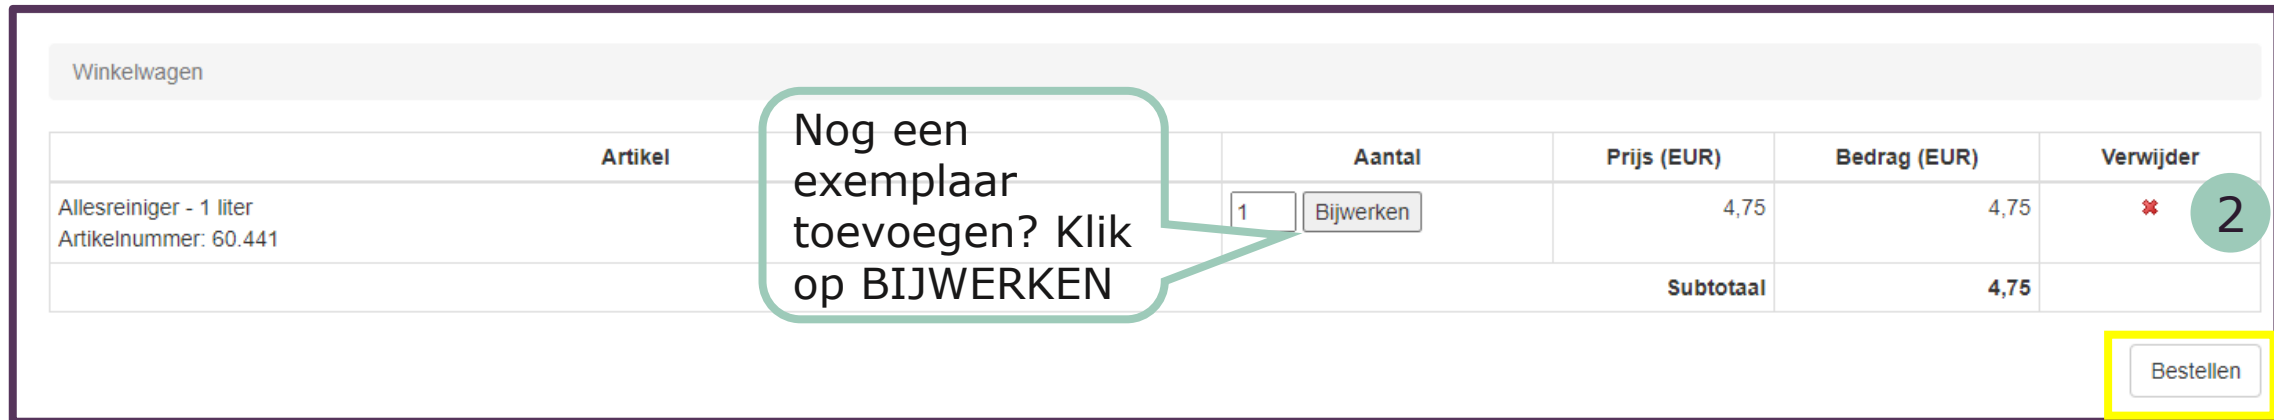 Winkelwagen
Nog een
exemplaar
toevoegen? Klik
op BIJWERKEN
Artikel Aantal Prijs (EUR) Bedrag (EUR) Verwijder
Allesreiniger - 1 liter 1 Bijwerken 4,75 4,75 2
Artikelnummer: 60.441
Subtotaal 4,75
Bestellen